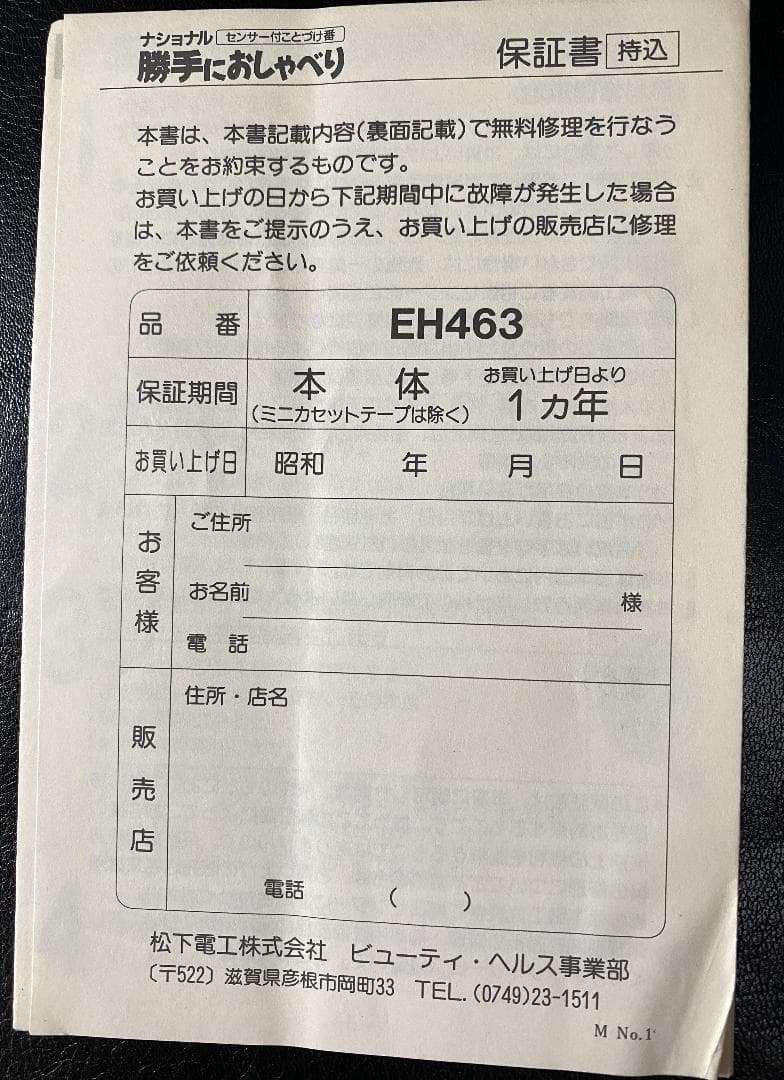 ナショナル センサー付ことづけ番
勝手におしゃべり
保証書 持込
本書は、本書記載内容(裏面記載)で無料修理を行なう
ことをお約束するものです。
お買い上げの日から下記期間中に故障が発生した場合
は、本書をご提示のうえ、お買い上げの販売店に修理
をご依頼ください。
品番 EH463
保証期間 本体 お買い上げ日より
(ミニカセットテープは除く) 1ヵ年
お買い上げ日 昭和 年 月 日
お客様
ご住所
お名前 様
電話
販売店
住所・店名
電話 ( )
松下電工株式会社 ビューティ・ヘルス事業部
〔〒522〕滋賀県彦根市岡町33 TEL.(0749)23-1511
M No.1